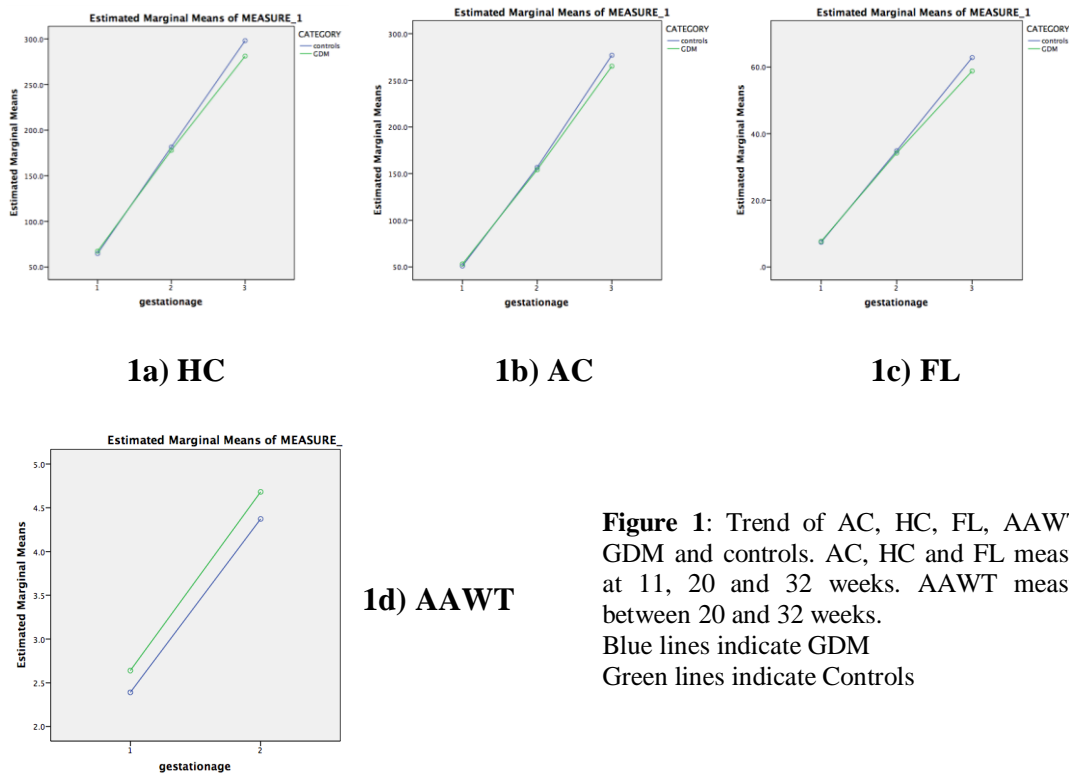 Estimated Marginal Means of MEASURE_1
CATEGORY
controls
GDM
Estimated Marginal Means
300.0
250.0
200.0
150.0
100.0
50.0
1 2 3
gestationage
1a) HC
Estimated Marginal Means of MEASURE_1
CATEGORY
controls
GDM
Estimated Marginal Means
300.0
250.0
200.0
150.0
100.0
50.0
1 2 3
gestationage
1b) AC
Estimated Marginal Means of MEASURE_1
CATEGORY
controls
GDM
Estimated Marginal Means
60.0
40.0
20.0
.0
1 2 3
gestationage
1c) FL
Estimated Marginal Means of MEASURE_
Estimated Marginal Means
5.0
4.5
4.0
3.5
3.0
2.5
2.0
1 2
gestationage
1d) AAWT
Figure 1: Trend of AC, HC, FL, AAWT
GDM and controls. AC, HC and FL meas
at 11, 20 and 32 weeks. AAWT meas
between 20 and 32 weeks.
Blue lines indicate GDM
Green lines indicate Controls